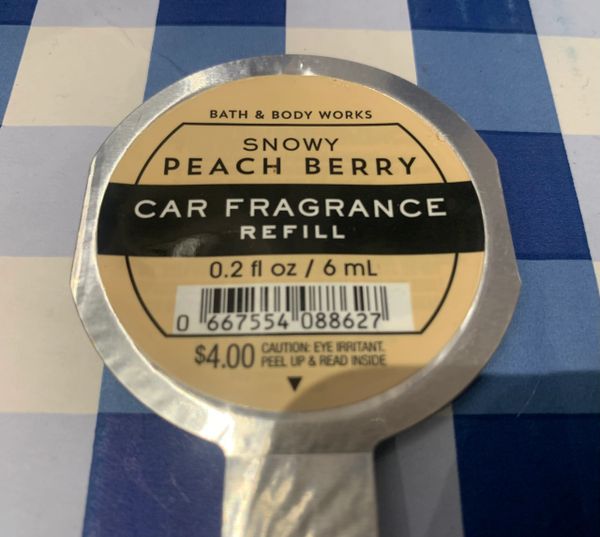 BATH & BODY WORKS
SNOWY
PEACH BERRY
CAR FRAGRANCE
REFILL
0.2 fl oz / 6 mL
0 667554 088627
$4.00 CAUTION: EYE IRRITANT.
PEEL UP & READ INSIDE